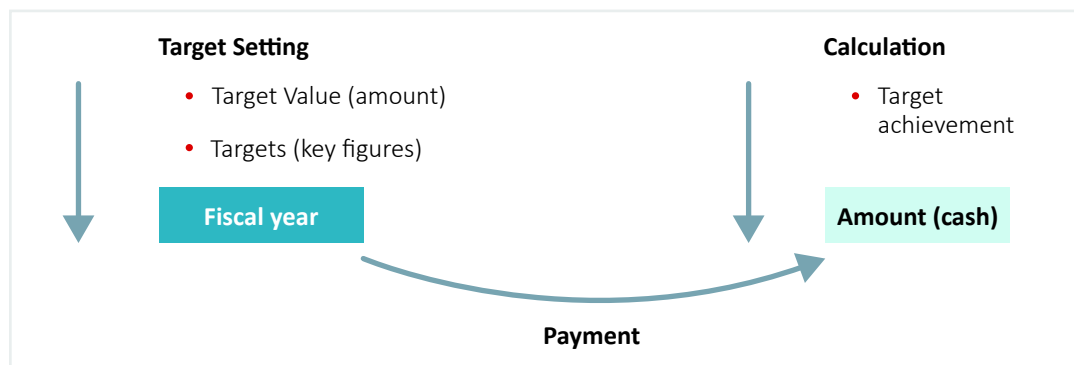 Target Setting
• Target Value (amount)
• Targets (key figures)
Fiscal year
Calculation
• Target
achievement
Amount (cash)
Payment